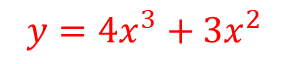 y = 4x³ + 3x²